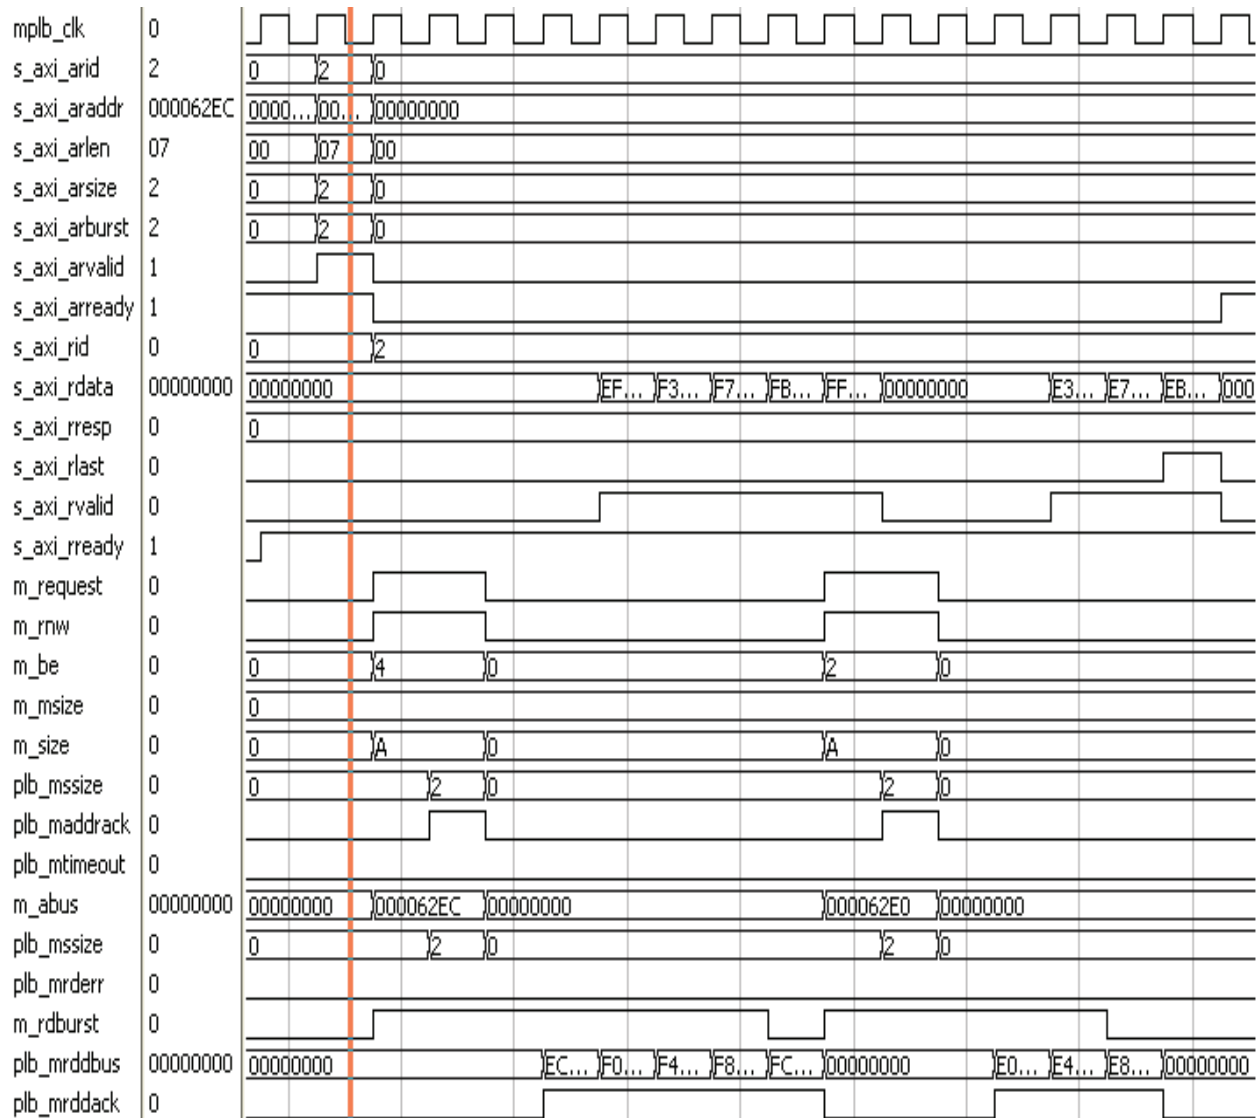 mplb_clk 0
s_axi_arid 2 0 2 0
s_axi_araddr 000062EC 0000... 00... 00000000
s_axi_arlen 07 00 07 00
s_axi_arsize 2 0 2 0
s_axi_arburst 2 0 2 0
s_axi_arvalid 1
s_axi_arready 1
s_axi_rid 0 0 2
s_axi_rdata 00000000 00000000 EF... F3... F7... FB... FF... 00000000 E3... E7... EB... 000
s_axi_rresp 0 0
s_axi_rlast 0
s_axi_rvalid 0
s_axi_rready 1
m_request 0
m_rnw 0
m_be 0 0 4 0 2 0
m_msize 0 0
m_size 0 0 A 0 A 0
plb_mssize 0 0 2 0 2 0
plb_maddrack 0
plb_mtimeout 0
m_abus 00000000 00000000 000062EC 00000000 000062E0 00000000
plb_mssize 0 0 2 0 2 0
plb_mrderr 0
m_rdburst 0
plb_mrddbus 00000000 00000000 EC... F0... F4... F8... FC... 00000000 E0... E4... E8... 00000000
plb_mrddack 0